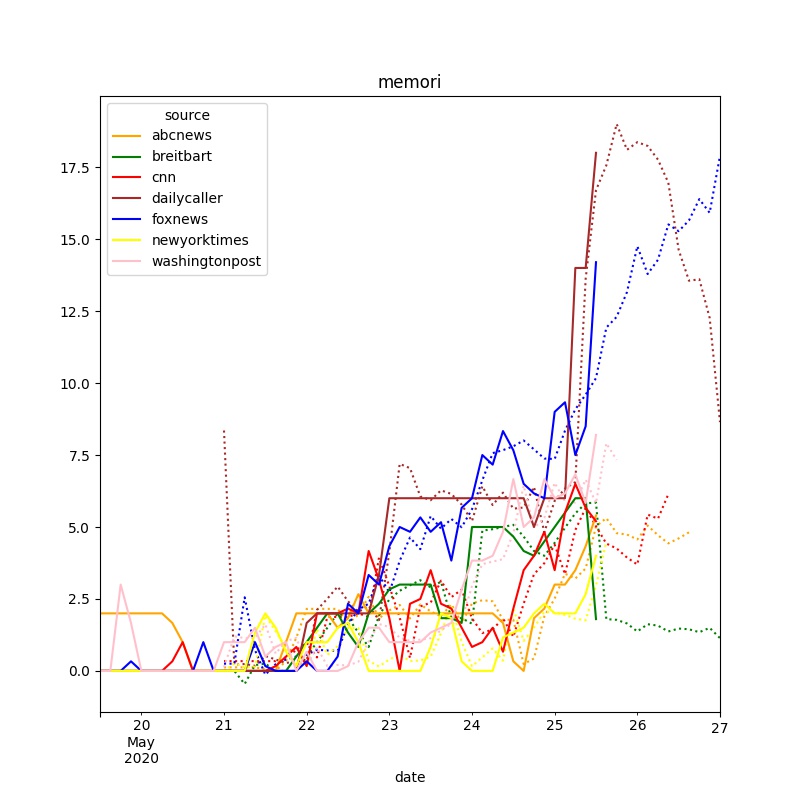 memori
source
abcnews
breitbart
cnn
dailycaller
foxnews
newyorktimes
washingtonpost
17.5
15.0
12.5
10.0
7.5
5.0
2.5
0.0
20 21 22 23 24 25 26 27
May
2020
date